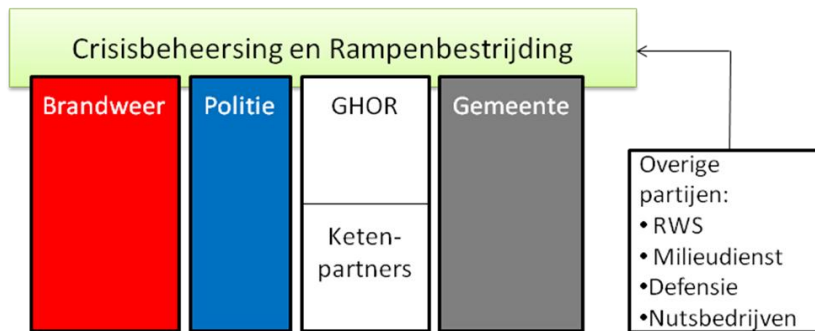 Crisisbeheersing en Rampenbestrijding
Brandweer
Politie
GHOR
Keten-
partners
Gemeente
Overige
partijen:
• RWS
• Milieudienst
•Defensie
•Nutsbedrijven